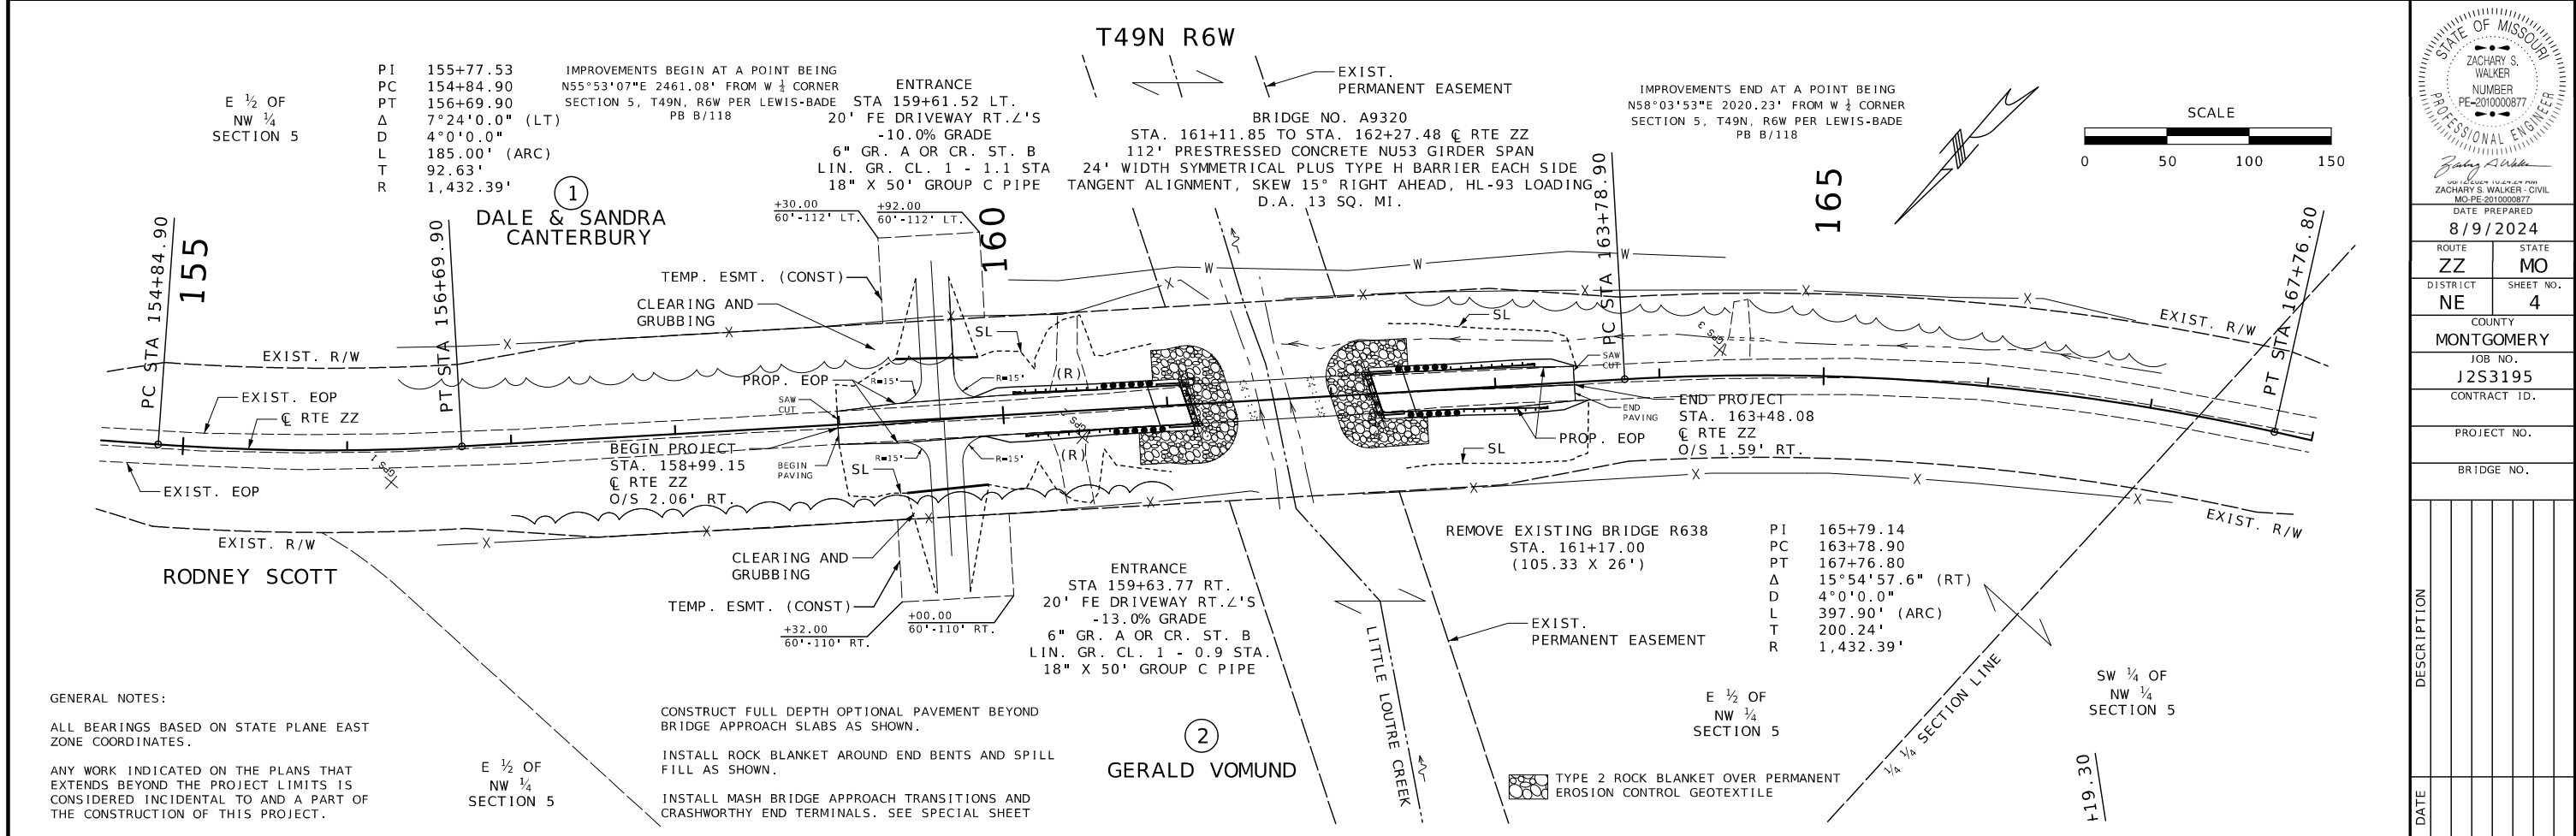 T49N R6W
E ½ OF
NW ¼
SECTION 5
PI 155+77.53
PC 154+84.90
PT 156+69.90
Δ 7°24'0.0" (LT)
D 4°0'0.0"
L 185.00' (ARC)
T 92.63'
R 1,432.39'
IMPROVEMENTS BEGIN AT A POINT BEING
N55°53'07"E 2461.08' FROM W ¼ CORNER
SECTION 5, T49N, R6W PER LEWIS-BADE
PB B/118
ENTRANCE
STA 159+61.52 LT.
20' FE DRIVEWAY RT.∠'S
-10.0% GRADE
6" GR. A OR CR. ST. B
LIN. GR. CL. 1 - 1.1 STA
18" X 50' GROUP C PIPE
EXIST.
PERMANENT EASEMENT
BRIDGE NO. A9320
STA. 161+11.85 TO STA. 162+27.48 ℄ RTE ZZ
112' PRESTRESSED CONCRETE NU53 GIRDER SPAN
24' WIDTH SYMMETRICAL PLUS TYPE H BARRIER EACH SIDE
TANGENT ALIGNMENT, SKEW 15° RIGHT AHEAD, HL-93 LOADING
D.A. 13 SQ. MI.
IMPROVEMENTS END AT A POINT BEING
N58°03'53"E 2020.23' FROM W ¼ CORNER
SECTION 5, T49N, R6W PER LEWIS-BADE
PB B/118
SCALE
0 50 100 150
1
DALE & SANDRA
CANTERBURY
+30.00
60'-112' LT.
+92.00
60'-112' LT.
PC STA 154+84.90
155
PT STA 156+69.90
160
PC STA 163+78.90
165
PT STA 167+76.80
TEMP. ESMT. (CONST)
CLEARING AND
GRUBBING
X
X
X
X
X
X
X
X
W
W
W
SL
SL
EXIST. R/W
EXIST. R/W
PROP. EOP
R=15'
R=15'
(R)
SAW
CUT
SAW
CUT
GPS 3
EXIST. EOP
℄ RTE ZZ
GPS 2
BEGIN PROJECT
STA. 158+99.15
℄ RTE ZZ
O/S 2.06' RT.
BEGIN
PAVING
R=15'
R=15'
(R)
SL
SL
PROP. EOP
END
PAVING
END PROJECT
STA. 163+48.08
℄ RTE ZZ
O/S 1.59' RT.
GPS 1
EXIST. EOP
EXIST. R/W
EXIST. R/W
X
X
X
X
X
X
X
X
RODNEY SCOTT
CLEARING AND
GRUBBING
TEMP. ESMT. (CONST)
+32.00
60'-110' RT.
+00.00
60'-110' RT.
ENTRANCE
STA 159+63.77 RT.
20' FE DRIVEWAY RT.∠'S
-13.0% GRADE
6" GR. A OR CR. ST. B
LIN. GR. CL. 1 - 0.9 STA.
18" X 50' GROUP C PIPE
REMOVE EXISTING BRIDGE R638
STA. 161+17.00
(105.33 X 26')
EXIST.
PERMANENT EASEMENT
LITTLE LOUTRE CREEK
PI 165+79.14
PC 163+78.90
PT 167+76.80
Δ 15°54'57.6" (RT)
D 4°0'0.0"
L 397.90' (ARC)
T 200.24'
R 1,432.39'
¼ ¼ SECTION LINE
SW ¼ OF
NW ¼
SECTION 5
E ½ OF
NW ¼
SECTION 5
+19.30
GENERAL NOTES:
ALL BEARINGS BASED ON STATE PLANE EAST
ZONE COORDINATES.
ANY WORK INDICATED ON THE PLANS THAT
EXTENDS BEYOND THE PROJECT LIMITS IS
CONSIDERED INCIDENTAL TO AND A PART OF
THE CONSTRUCTION OF THIS PROJECT.
E ½ OF
NW ¼
SECTION 5
CONSTRUCT FULL DEPTH OPTIONAL PAVEMENT BEYOND
BRIDGE APPROACH SLABS AS SHOWN.
INSTALL ROCK BLANKET AROUND END BENTS AND SPILL
FILL AS SHOWN.
INSTALL MASH BRIDGE APPROACH TRANSITIONS AND
CRASHWORTHY END TERMINALS. SEE SPECIAL SHEET
2
GERALD VOMUND
TYPE 2 ROCK BLANKET OVER PERMANENT
EROSION CONTROL GEOTEXTILE
STATE OF MISSOURI
ZACHARY S.
WALKER
NUMBER
PE-2010000877
PROFESSIONAL ENGINEER
ZACHARY S. WALKER - CIVIL
MO-PE-2010000877
DATE PREPARED
8/9/2024
ROUTE STATE
ZZ MO
DISTRICT SHEET NO.
NE 4
COUNTY
MONTGOMERY
JOB NO.
J2S3195
CONTRACT ID.
PROJECT NO.
BRIDGE NO.
DESCRIPTION
DATE